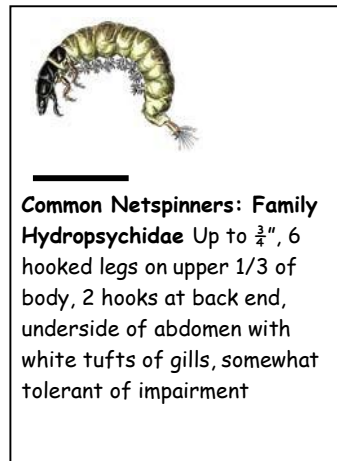 Common Netspinners: Family
Hydropsychidae Up to ¾", 6
hooked legs on upper 1/3 of
body, 2 hooks at back end,
underside of abdomen with
white tufts of gills, somewhat
tolerant of impairment